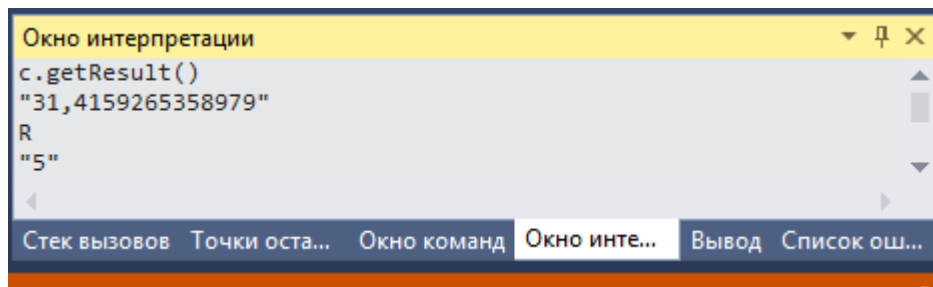 Окно интерпретации
c.getResult()
"31,4159265358979"
R
"5"
Стек вызовов Точки оста... Окно команд Окно инте... Вывод Список ош...